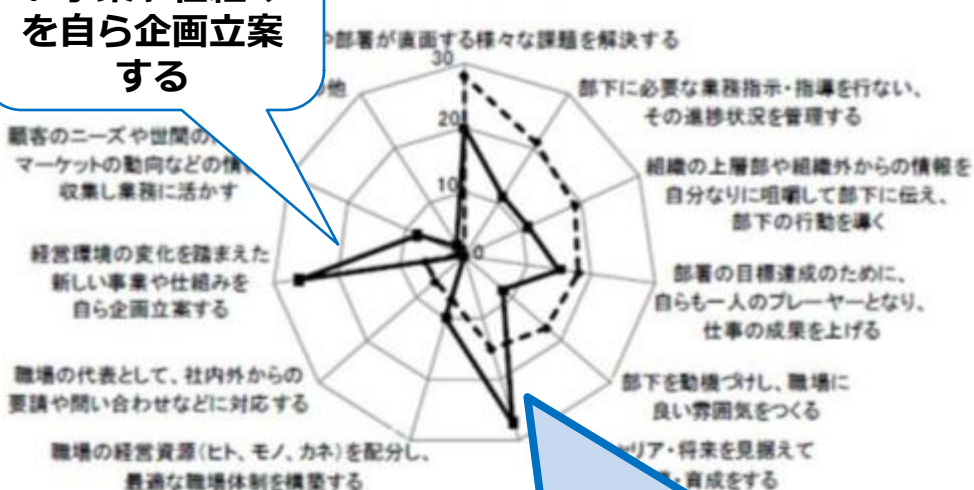 を自ら企画立案
する
部署が直面する様々な課題を解決する
30
20
10
0
部下に必要な業務指示・指導を行ない、
その進捗状況を管理する
組織の上層部や組織外からの情報を
自分なりに咀嚼して部下に伝え、
部下の行動を導く
部署の目標達成のために、
自らも一人のプレーヤーとなり、
仕事の成果を上げる
部下を動機づけし、職場に
良い雰囲気をつくる
リア・将来を見据えて
・育成をする
職場の経営資源(ヒト、モノ、カネ)を配分し、
最適な職場体制を構築する
職場の代表として、社内外からの
要請や問い合わせなどに対応する
経営環境の変化を踏まえた
新しい事業や仕組みを
自ら企画立案する
顧客のニーズや世間の
マーケットの動向などの情
収集し業務に活かす
他